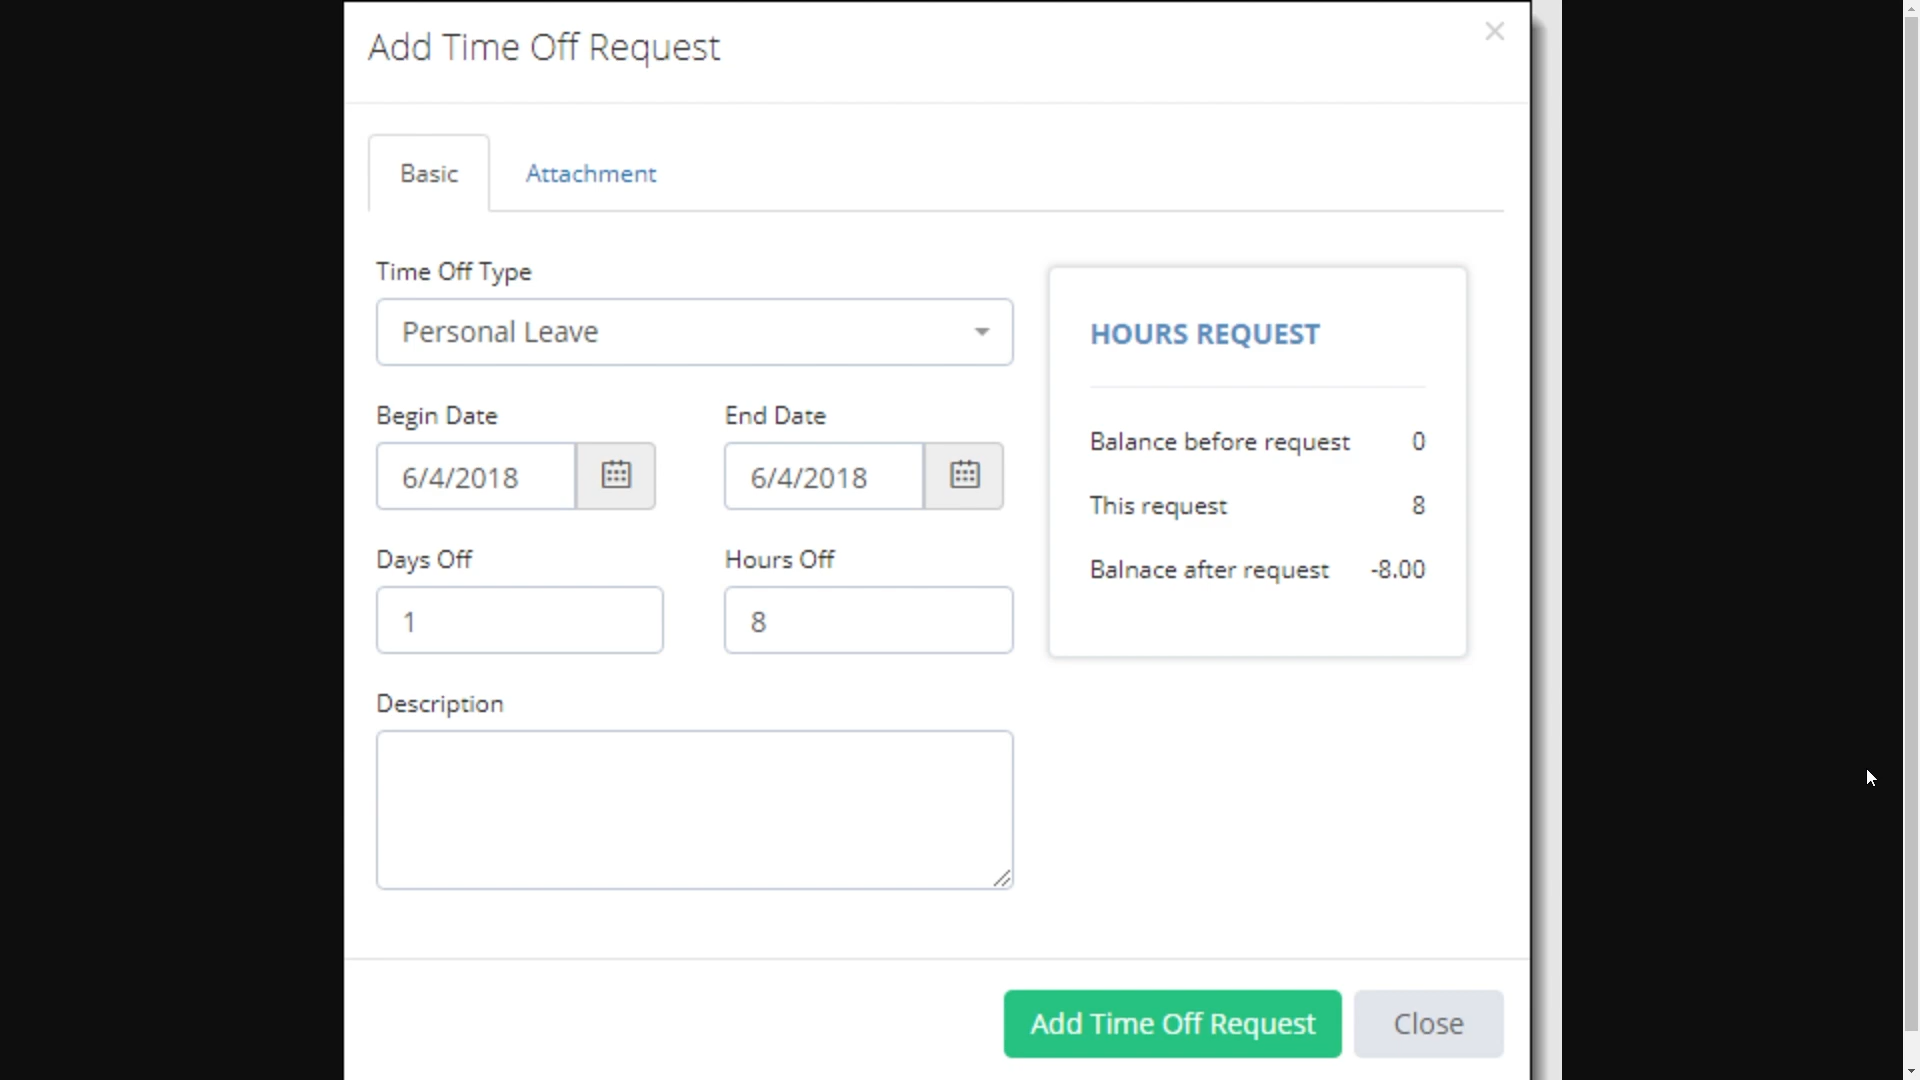 Add Time Off Request
Basic
Attachment
Time Off Type
Personal Leave
Begin Date
End Date
6/4/2018
6/4/2018
Days Off
Hours Off
1
8
Description
HOURS REQUEST
Balance before request 0
This request 8
Balnace after request -8.00
Add Time Off Request
Close